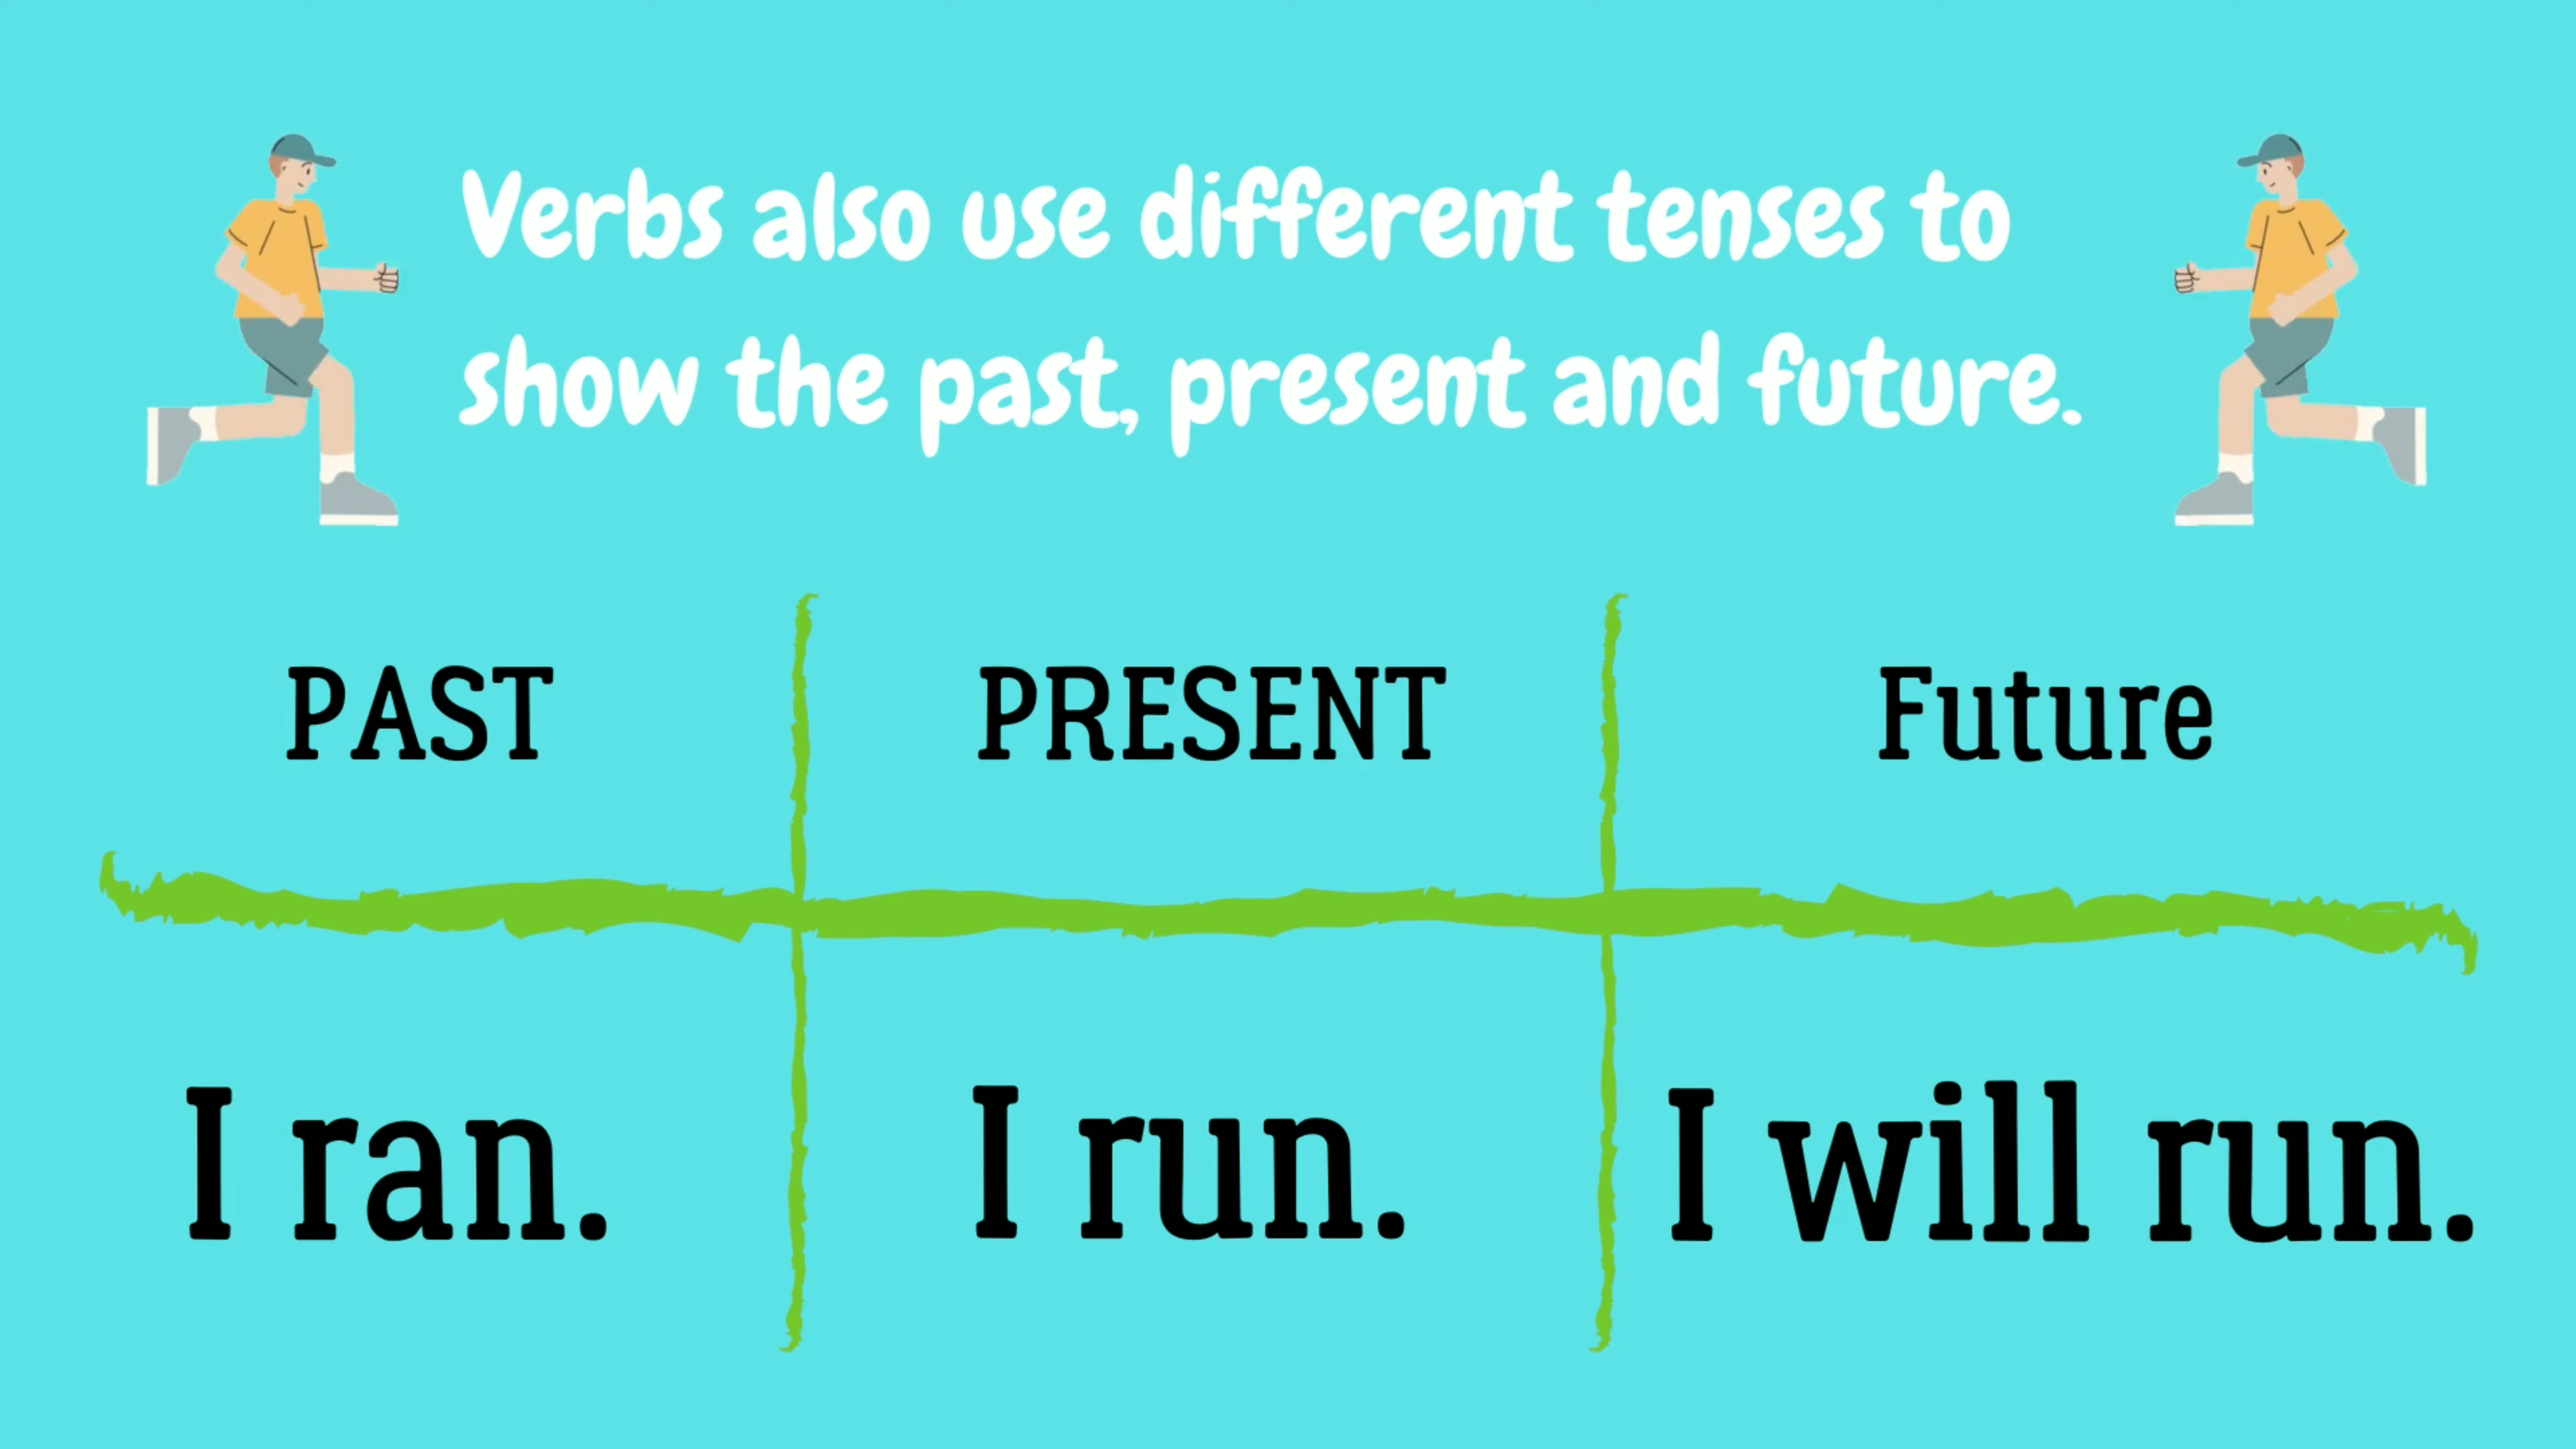 Verbs also use different tenses to
show the past, present and future.
PAST
PRESENT
Future
I ran.
I run.
I will run.